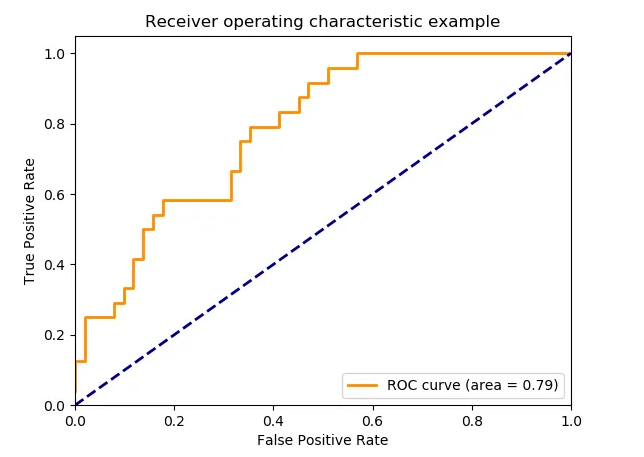 Receiver operating characteristic example
1.0
0.8
0.6
0.4
0.2
0.0
True Positive Rate
ROC curve (area = 0.79)
0.0 0.2 0.4 0.6 0.8 1.0
False Positive Rate